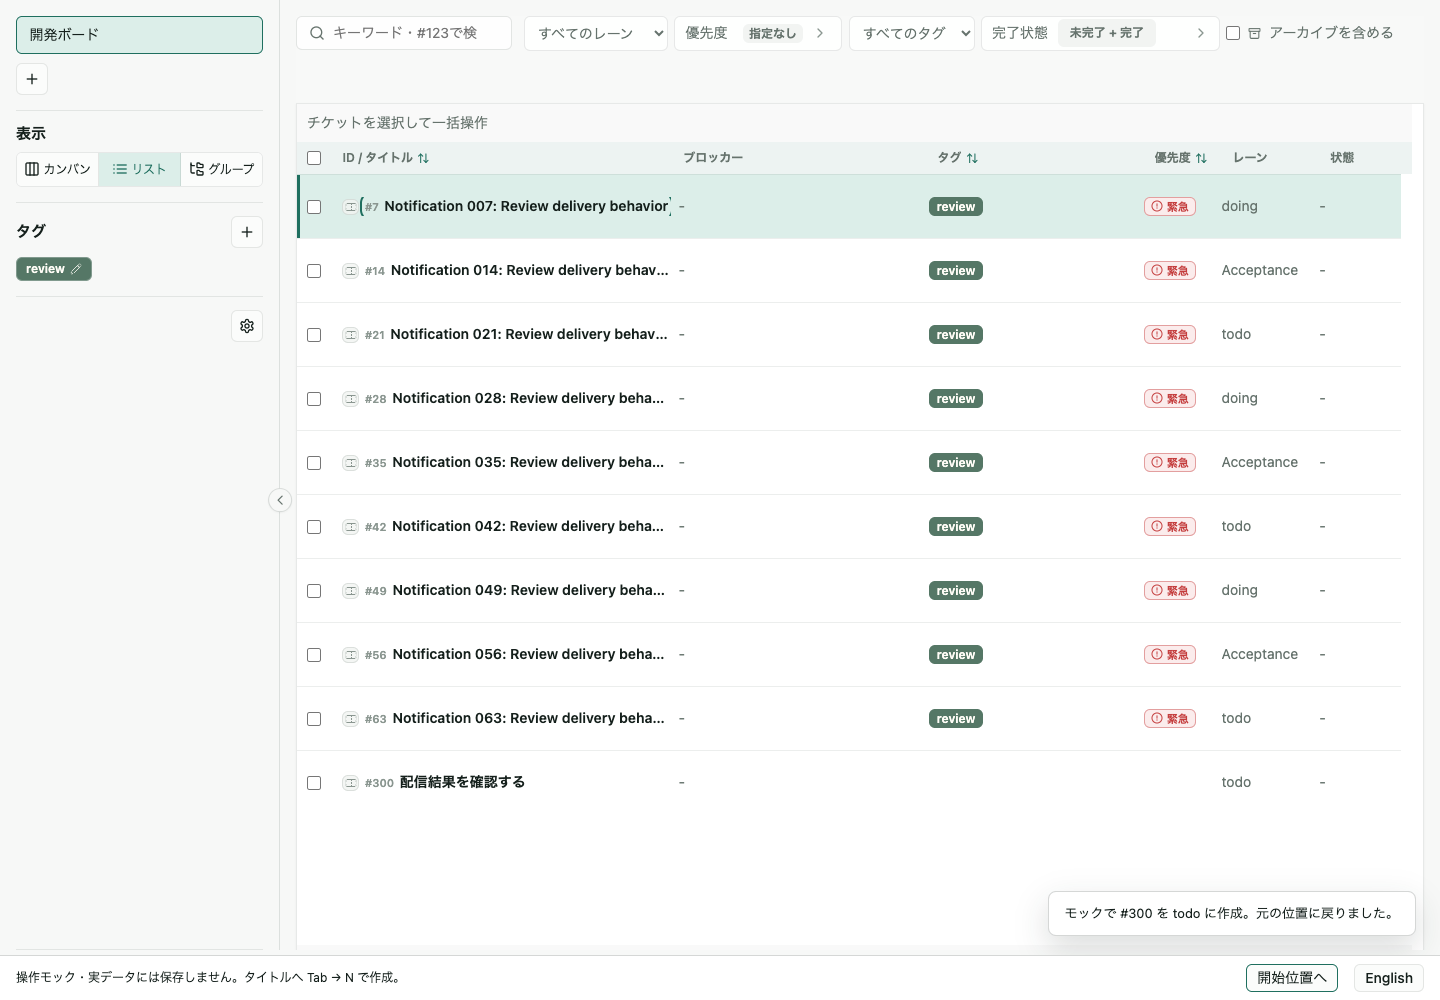 開発ボード
キーワード・#123で検
すべてのレーン
優先度 指定なし
すべてのタグ
完了状態 未完了 + 完了
アーカイブを含める
表示
カンバン
リスト
グループ
タグ
review
チケットを選択して一括操作
ID / タイトル ブロッカー タグ 優先度 レーン 状態
#7 Notification 007: Review delivery behavior - review 緊急 doing -
#14 Notification 014: Review delivery behav... - review 緊急 Acceptance -
#21 Notification 021: Review delivery behav... - review 緊急 todo -
#28 Notification 028: Review delivery beha... - review 緊急 doing -
#35 Notification 035: Review delivery beha... - review 緊急 Acceptance -
#42 Notification 042: Review delivery beha... - review 緊急 todo -
#49 Notification 049: Review delivery beha... - review 緊急 doing -
#56 Notification 056: Review delivery beha... - review 緊急 Acceptance -
#63 Notification 063: Review delivery beha... - review 緊急 todo -
#300 配信結果を確認する - todo -
モックで #300 を todo に作成。元の位置に戻りました。
操作モック・実データには保存しません。タイトルへ Tab → N で作成。
開始位置へ
English